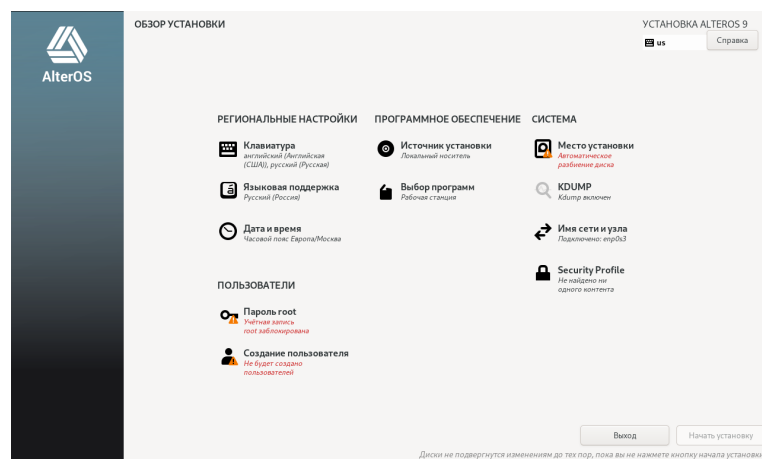 ОБЗОР УСТАНОВКИ
УСТАНОВКА ALTEROS 9
us
Справка
AlterOS
РЕГИОНАЛЬНЫЕ НАСТРОЙКИ
Клавиатура
английский (Английская
(США)), русский (Русская)
Языковая поддержка
Русский (Россия)
Дата и время
Часовой пояс Европа/Москва
ПРОГРАММНОЕ ОБЕСПЕЧЕНИЕ
Источник установки
Локальный носитель
Выбор программ
Рабочая станция
СИСТЕМА
Место установки
Автоматическое
разбиение диска
KDUMP
Kdump включен
Имя сети и узла
Подключено: enp0s3
Security Profile
Не найдено ни
одного контента
ПОЛЬЗОВАТЕЛИ
Пароль root
Учётная запись
root заблокирована
Создание пользователя
Не будет создано
пользователей
Выход
Начать установку
Диски не подвергнутся изменениям до тех пор, пока вы не нажмете кнопку начала установки